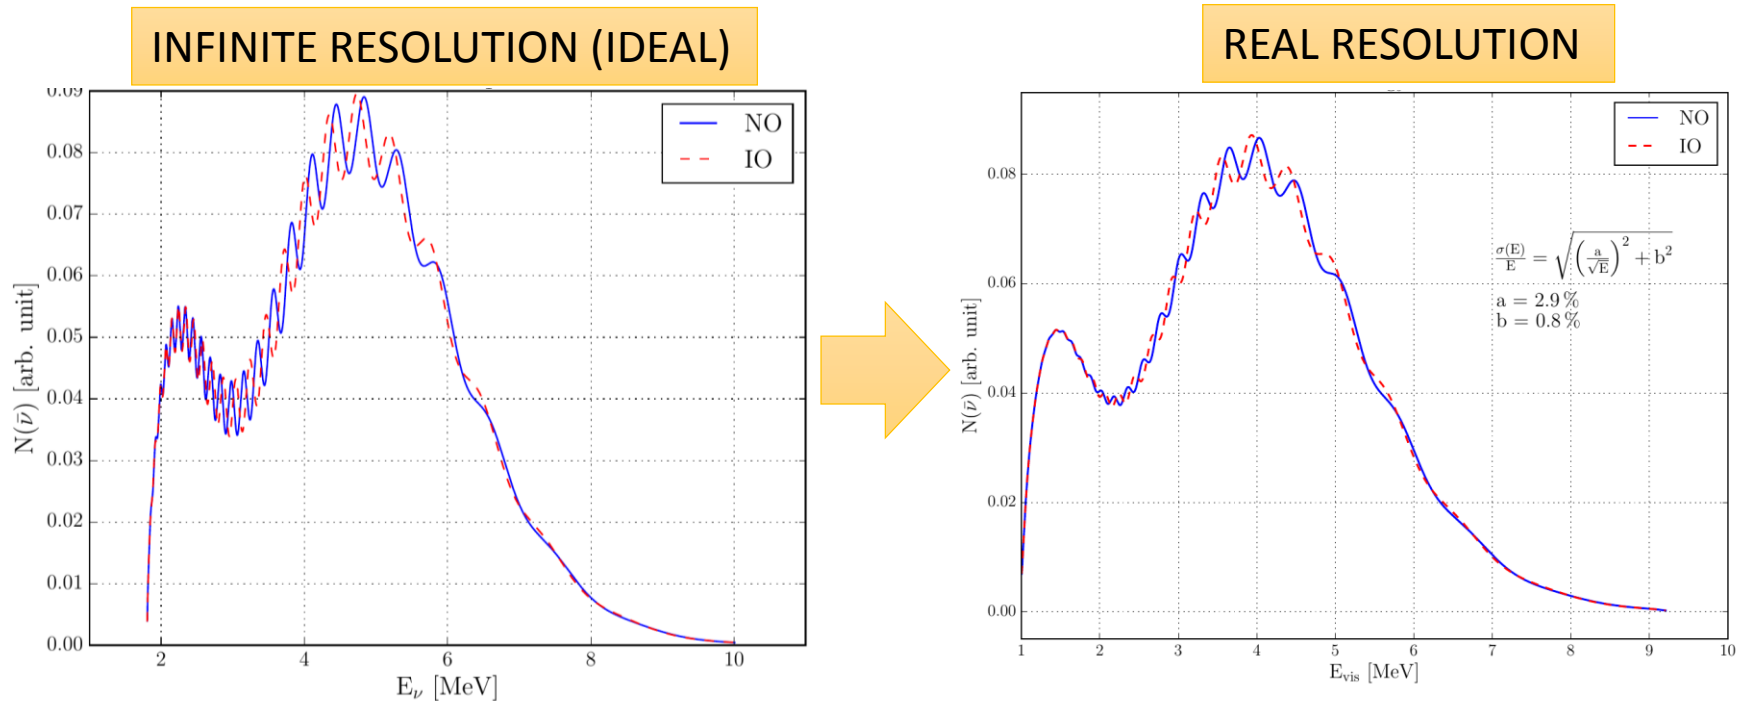 INFINITE RESOLUTION (IDEAL)
0.09
0.08
0.07
0.06
0.05
0.04
0.03
0.02
0.01
0.00
N(ν̄) [arb. unit]
NO
IO
2 4 6 8 10
E_ν [MeV]
REAL RESOLUTION
0.08
0.06
0.04
0.02
0.00
N(ν̄) [arb. unit]
NO
IO
σ(E)/E = √((a/√E)² + b²)
a = 2.9 %
b = 0.8 %
1 2 3 4 5 6 7 8 9 10
E_vis [MeV]